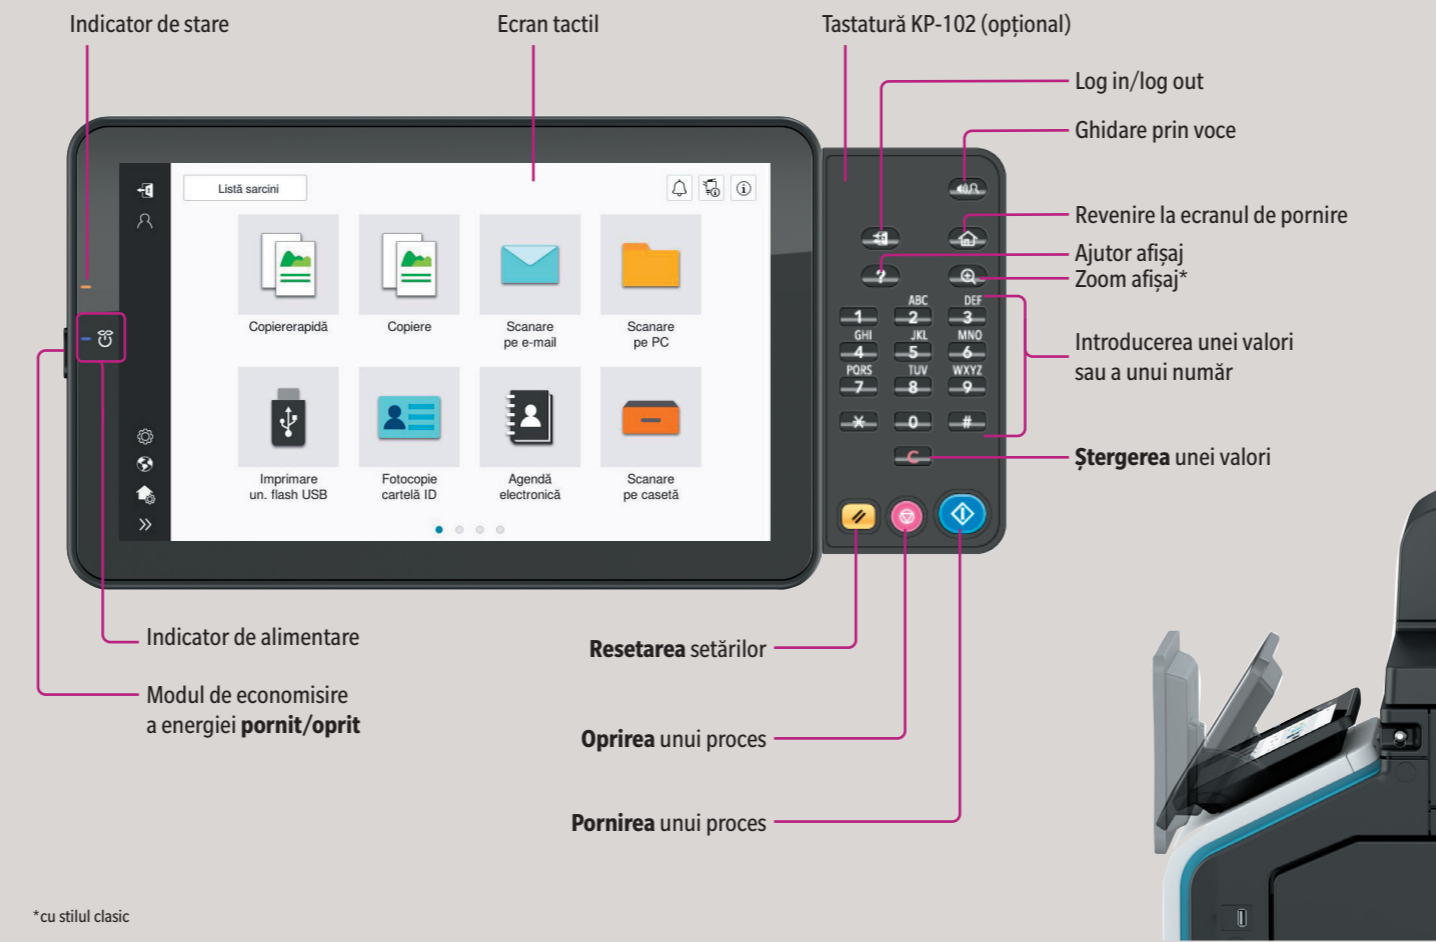 Indicator de stare
Ecran tactil
Tastatură KP-102 (opțional)
Log in/log out
Ghidare prin voce
Revenire la ecranul de pornire
Ajutor afișaj
Zoom afișaj*
Introducerea unei valori
sau a unui număr
Ștergerea unei valori
Listă sarcini
Copiererapidă
Copiere
Scanare
pe e-mail
Scanare
pe PC
Imprimare
un. flash USB
Fotocopie
cartelă ID
Agendă
electronică
Scanare
pe casetă
?
ABC DEF
1 2 3
GHI JKL MNO
4 5 6
PQRS TUV WXYZ
7 8 9
* 0 #
C
Indicator de alimentare
Modul de economisire
a energiei pornit/oprit
Resetarea setărilor
Oprirea unui proces
Pornirea unui proces
*cu stilul clasic